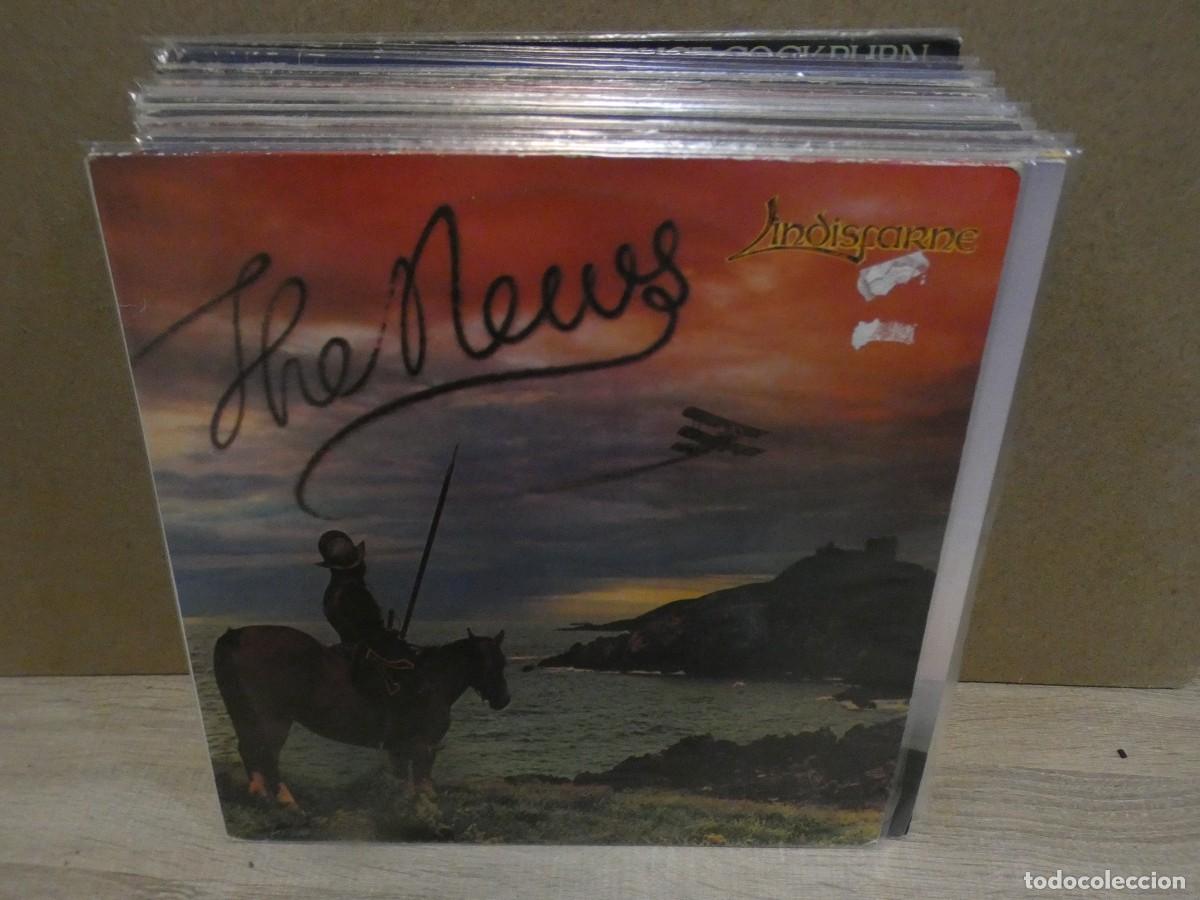 COCKBURN
Lindisfarne
The News
todocoleccion